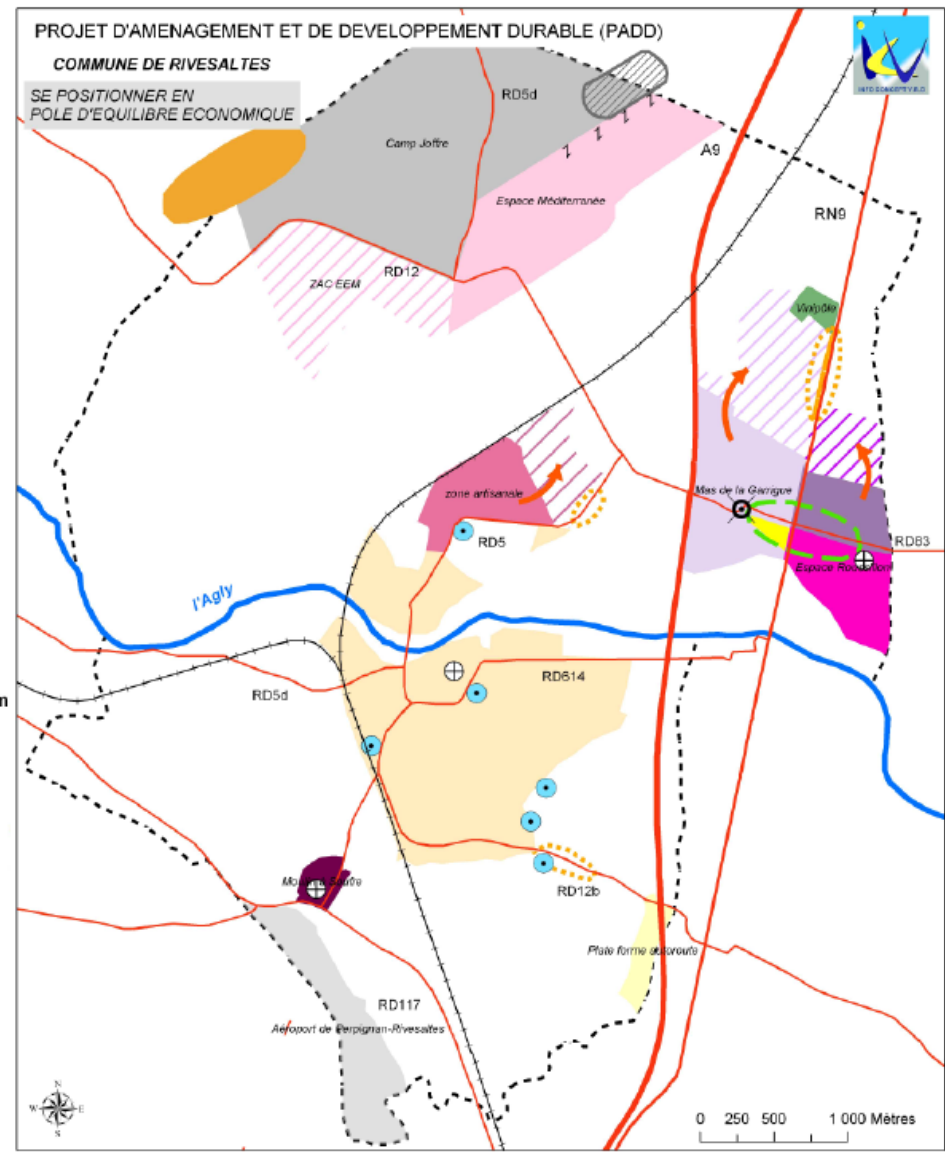 PROJET D'AMENAGEMENT ET DE DEVELOPPEMENT DURABLE (PADD)
COMMUNE DE RIVESALTES
SE POSITIONNER EN
POLE D'EQUILIBRE ECONOMIQUE
INFO CONCEPT V.R.D
RD5d
Camp Joffre
A9
Espace Méditerranée
RN9
RD12
ZAC EEM
Vinipôle
zone artisanale
Mas de la Garrigue
RD5
RD83
Espace Roussillon
l'Agly
RD614
RD5d
m
RD12b
Plate forme autoroute
RD117
Aéroport de Perpignan-Rivesaltes
N
W
E
S
0 250 500 1 000 Mètres